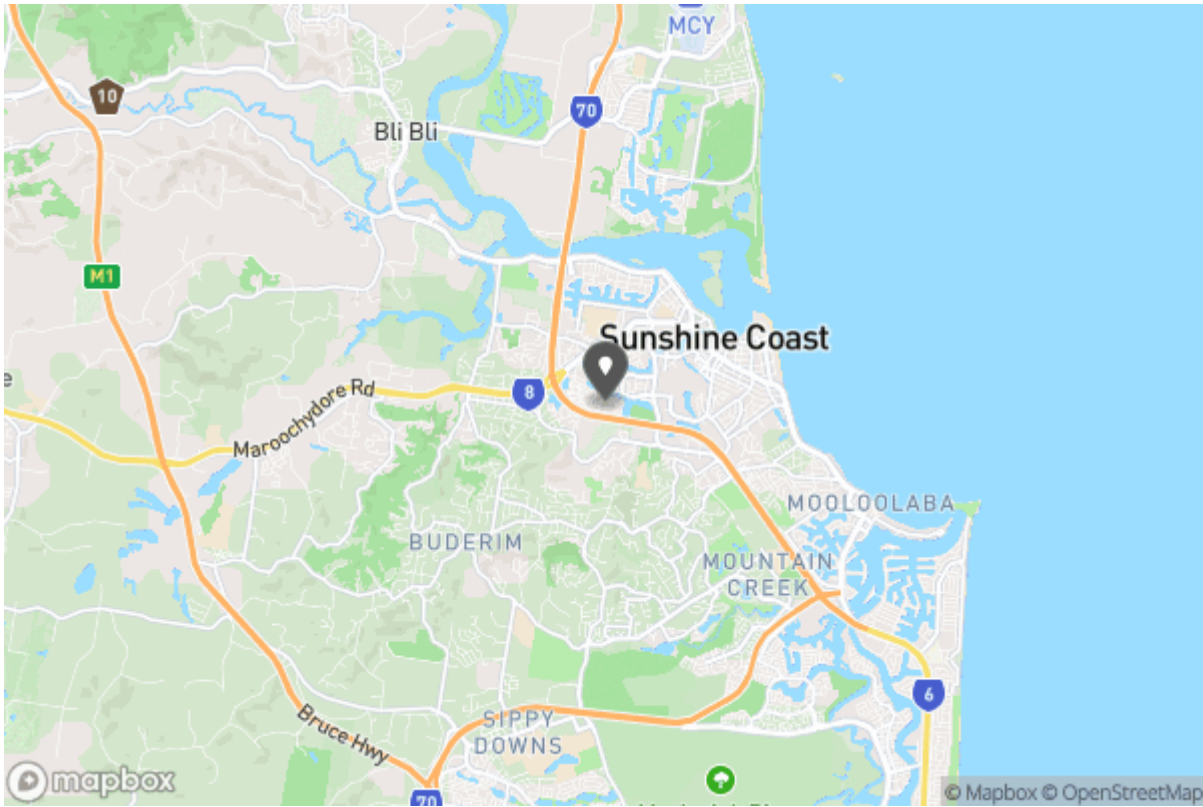 MCY
10
70
Bli Bli
M1
Sunshine Coast
e
8
Maroochydore Rd
MOOLOOLABA
BUDERIM
MOUNTAIN
CREEK
6
SIPPY
DOWNS
Bruce Hwy
70
mapbox
© Mapbox © OpenStreetMap